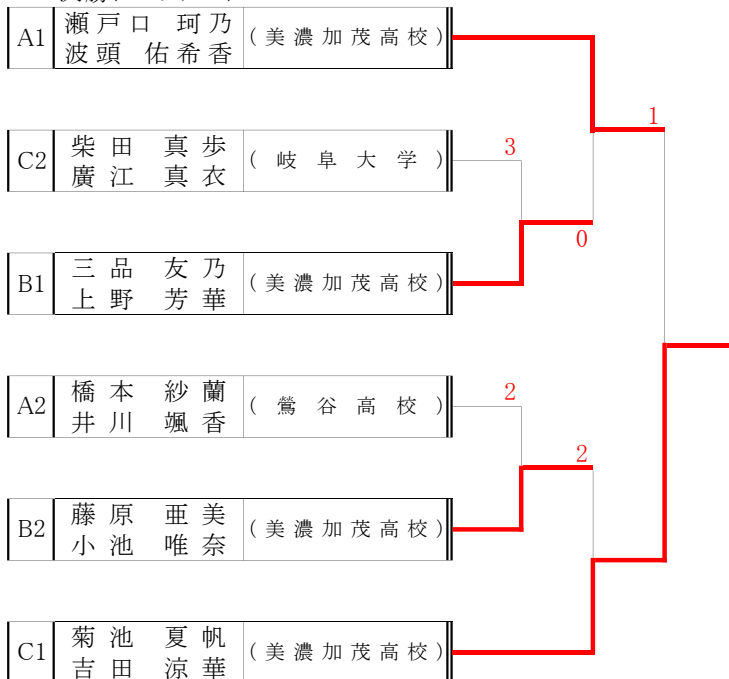 A1 瀬戸口 珂乃 (美濃加茂高校)
波頭 佑希香
1
C2 柴田 真歩 (岐阜大学) 3
廣江 真衣
0
B1 三品 友乃 (美濃加茂高校)
上野 芳華
A2 橋本 紗蘭 (鶯谷高校) 2
井川 颯香
2
B2 藤原 亜美 (美濃加茂高校)
小池 唯奈
C1 菊池 夏帆 (美濃加茂高校)
吉田 涼華